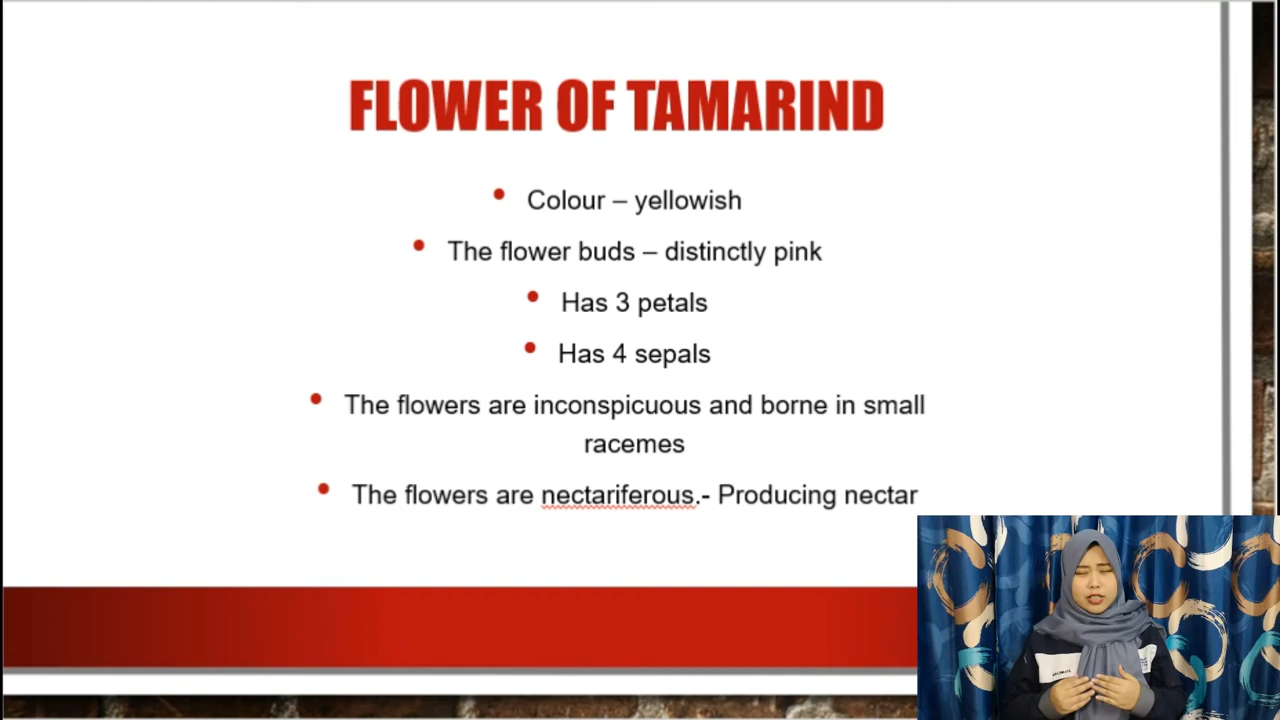 FLOWER OF TAMARIND
• Colour – yellowish
• The flower buds – distinctly pink
• Has 3 petals
• Has 4 sepals
• The flowers are inconspicuous and borne in small
racemes
• The flowers are nectariferous.- Producing nectar